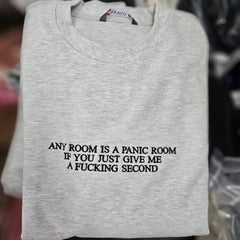 ANY ROOM IS A PANIC ROOM
IF YOU JUST GIVE ME
A FUCKING SECOND